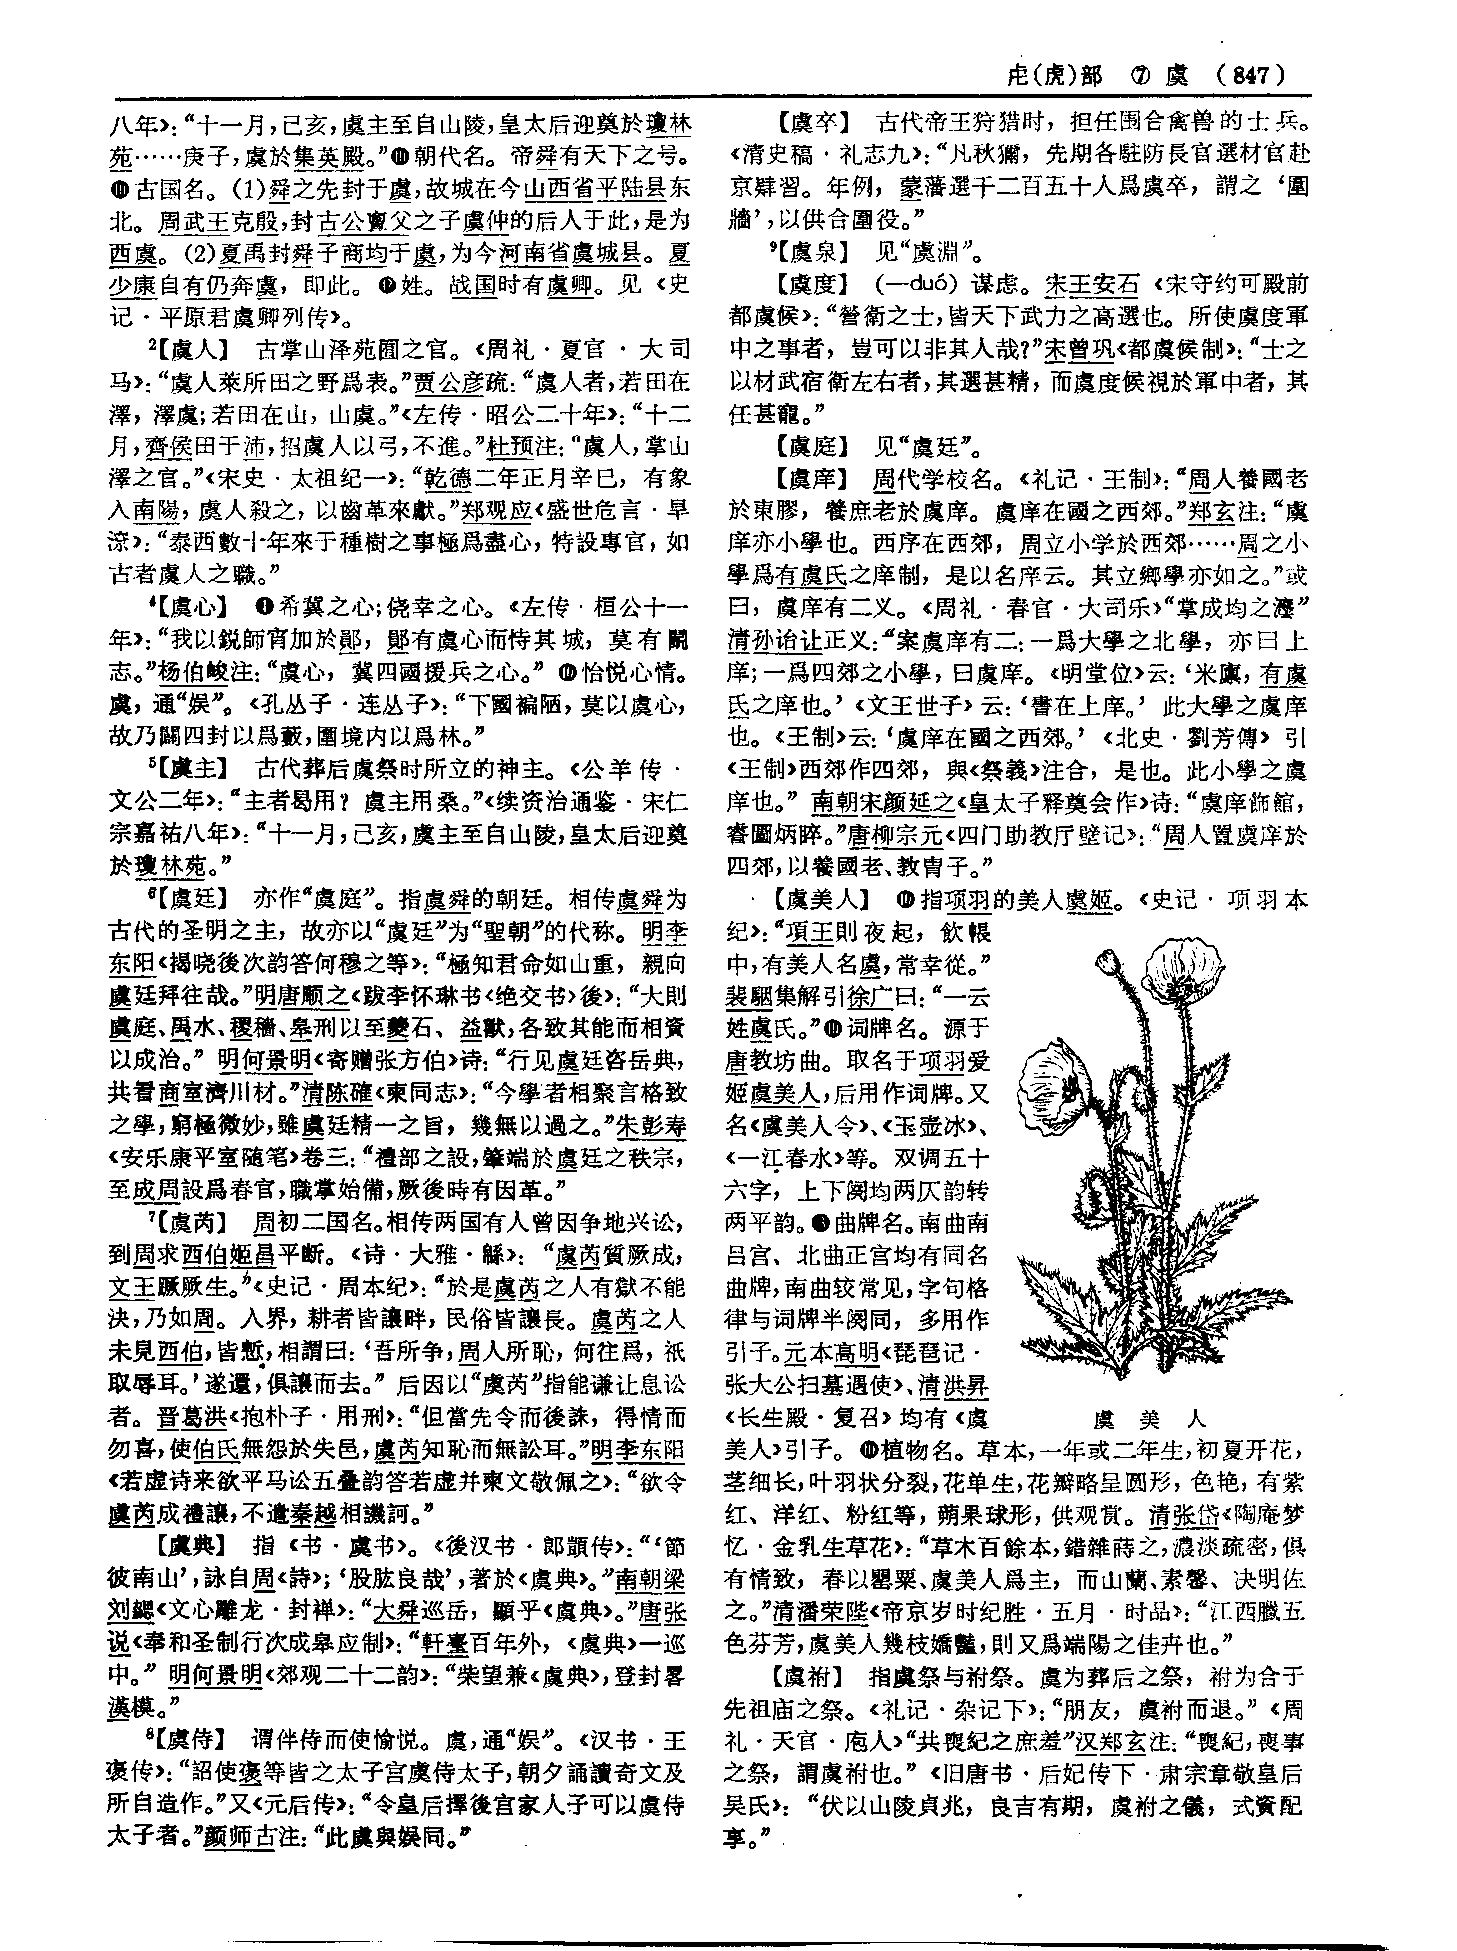 虍(虎)部 ⑦ 虞 (847)
八年》:“十一月,己亥,虞主至自山陵,皇太后迎奠於瓊林
苑……庚子,虞於集英殿。”⓾朝代名。帝舜有天下之号。
⓫古国名。(1)舜之先封于虞,故城在今山西省平陆县东
北。周武王克殷,封古公亶父之子虞仲的后人于此,是为
西虞。(2)夏禹封舜子商均于虞,为今河南省虞城县。夏
少康自有仍奔虞,即此。⓬姓。战国时有虞卿。见《史
记·平原君虞卿列传》。
²【虞人】 古掌山泽苑囿之官。《周礼·夏官·大司
马》:“虞人萊所田之野爲表。”贾公彦疏:“虞人者,若田在
澤,澤虞;若田在山,山虞。”《左传·昭公二十年》:“十二
月,齊侯田于沛,招虞人以弓,不進。”杜预注:“虞人,掌山
澤之官。”《宋史·太祖纪一》:“乾德二年正月辛巳,有象
入南陽,虞人殺之,以齒革來獻。”郑观应《盛世危言·旱
潦》:“泰西數十年來于種樹之事極爲盡心,特設專官,如
古者虞人之職。”
⁴【虞心】 ❶希冀之心;侥幸之心。《左传·桓公十一
年》:“我以鋭師宵加於鄖,鄖有虞心而恃其城,莫有鬭
志。”杨伯峻注:“虞心,冀四國援兵之心。”❷怡悦心情。
虞,通“娱”。《孔丛子·连丛子》:“下國褊陋,莫以虞心,
故乃闢四封以爲藪,圍境内以爲林。”
⁵【虞主】 古代葬后虞祭时所立的神主。《公羊传·
文公二年》:“主者曷用?虞主用桑。”《续资治通鉴·宋仁
宗嘉祐八年》:“十一月,己亥,虞主至自山陵,皇太后迎奠
於瓊林苑。”
⁶【虞廷】 亦作“虞庭”。指虞舜的朝廷。相传虞舜为
古代的圣明之主,故亦以“虞廷”为“聖朝”的代称。明李
东阳《揭晓後次韵答何穆之等》:“極知君命如山重,親向
虞廷拜往哉。”明唐顺之《跋李怀琳书〈绝交书〉後》:“大則
虞庭、禹水、稷穡、皋刑以至夔石、益獸,各致其能而相資
以成治。”明何景明《寄赠张方伯》诗:“行见虞廷咨岳典,
共看商室濟川材。”清陈確《柬同志》:“今學者相聚言格致
之學,窮極微妙,雖虞廷精一之旨,幾無以過之。”朱彭寿
《安乐康平室随笔》卷三:“禮部之設,肇端於虞廷之秩宗,
至成周設爲春官,職掌始備,厥後時有因革。”
⁷【虞芮】 周初二国名。相传两国有人曾因争地兴讼,
到周求西伯姬昌平断。《诗·大雅·緜》:“虞芮質厥成,
文王蹶厥生。”《史记·周本纪》:“於是虞芮之人有獄不能
決,乃如周。入界,耕者皆讓畔,民俗皆讓長。虞芮之人
未見西伯,皆慙,相謂曰:‘吾所争,周人所恥,何往爲,祇
取辱耳。’遂還,俱讓而去。”后因以“虞芮”指能谦让息讼
者。晋葛洪《抱朴子·用刑》:“但當先令而後誅,得情而
勿喜,使伯氏無怨於失邑,虞芮知恥而無訟耳。”明李东阳
《若虚诗来欲平马讼五叠韵答若虚并柬文敬佩之》:“欲令
虞芮成禮讓,不遣秦越相譏訶。”
【虞典】 指《书·虞书》。《後汉书·郎顗传》:“‘節
彼南山’,詠自周《詩》;‘股肱良哉’,著於《虞典》。”南朝梁
刘勰《文心雕龙·封禅》:“大舜巡岳,顯乎《虞典》。”唐张
说《奉和圣制行次成皋应制》:“軒臺百年外,《虞典》一巡
中。”明何景明《郊观二十二韵》:“柴望兼《虞典》,登封畧
漢模。”
⁸【虞侍】 谓伴侍而使愉悦。虞,通“娱”。《汉书·王
褒传》:“詔使褒等皆之太子宫虞侍太子,朝夕誦讀奇文及
所自造作。”又《元后传》:“令皇后擇後宫家人子可以虞侍
太子者。”颜师古注:“此虞與娱同。”
【虞卒】 古代帝王狩猎时,担任围合禽兽的士兵。
《清史稿·礼志九》:“凡秋獮,先期各駐防長官選材官赴
京肄習。年例,蒙藩選千二百五十人爲虞卒,謂之‘圍
牆’,以供合圍役。”
⁹【虞泉】 见“虞淵”。
【虞度】 (—duó) 谋虑。宋王安石《宋守约可殿前
都虞候》:“營衛之士,皆天下武力之高選也。所使虞度軍
中之事者,豈可以非其人哉?”宋曾巩《都虞候制》:“士之
以材武宿衛左右者,其選甚精,而虞度候視於軍中者,其
任甚寵。”
【虞庭】 见“虞廷”。
【虞庠】 周代学校名。《礼记·王制》:“周人養國老
於東膠,養庶老於虞庠。虞庠在國之西郊。”郑玄注:“虞
庠亦小學也。西序在西郊,周立小学於西郊……周之小
學爲有虞氏之庠制,是以名庠云。其立鄉學亦如之。”或
曰,虞庠有二义。《周礼·春官·大司乐》“掌成均之灋”
清孙诒让正义:“案虞庠有二:一爲大學之北學,亦曰上
庠;一爲四郊之小學,曰虞庠。《明堂位》云:‘米廪,有虞
氏之庠也。’《文王世子》云:‘書在上庠。’此大學之虞庠
也。《王制》云:‘虞庠在國之西郊。’《北史·劉芳傳》引
《王制》西郊作四郊,與《祭義》注合,是也。此小學之虞
庠也。”南朝宋颜延之《皇太子释奠会作》诗:“虞庠飾館,
睿圖炳晬。”唐柳宗元《四门助教厅壁记》:“周人置虞庠於
四郊,以養國老、教胄子。”
【虞美人】 ❶指项羽的美人虞姬。《史记·项羽本
纪》:“項王則夜起,飲帳
中,有美人名虞,常幸從。”
裴駰集解引徐广曰:“一云
姓虞氏。”❷词牌名。源于
唐教坊曲。取名于项羽爱
姬虞美人,后用作词牌。又
名《虞美人令》、《玉壶冰》、
《一江春水》等。双调五十
六字,上下阕均两仄韵转
两平韵。❸曲牌名。南曲南
吕宫、北曲正宫均有同名
曲牌,南曲较常见,字句格
律与词牌半阕同,多用作
引子。元本高明《琵琶记·
张大公扫墓遇使》、清洪昇
《长生殿·复召》均有《虞
美人》引子。❹植物名。草本,一年或二年生,初夏开花,
茎细长,叶羽状分裂,花单生,花瓣略呈圆形,色艳,有紫
红、洋红、粉红等,蒴果球形,供观赏。清张岱《陶庵梦
忆·金乳生草花》:“草木百餘本,錯雜蒔之,濃淡疏密,俱
有情致,春以罂粟、虞美人爲主,而山蘭、素馨、决明佐
之。”清潘荣陛《帝京岁时纪胜·五月·时品》:“江西臘五
色芬芳,虞美人幾枝嬌豔,則又爲端陽之佳卉也。”
【虞祔】 指虞祭与祔祭。虞为葬后之祭,祔为合于
先祖庙之祭。《礼记·杂记下》:“朋友,虞祔而退。”《周
礼·天官·庖人》“共喪紀之庶羞”汉郑玄注:“喪紀,喪事
之祭,謂虞祔也。”《旧唐书·后妃传下·肃宗章敬皇后
吴氏》:“伏以山陵貞兆,良吉有期,虞祔之儀,式資配
享。”
虞 美 人